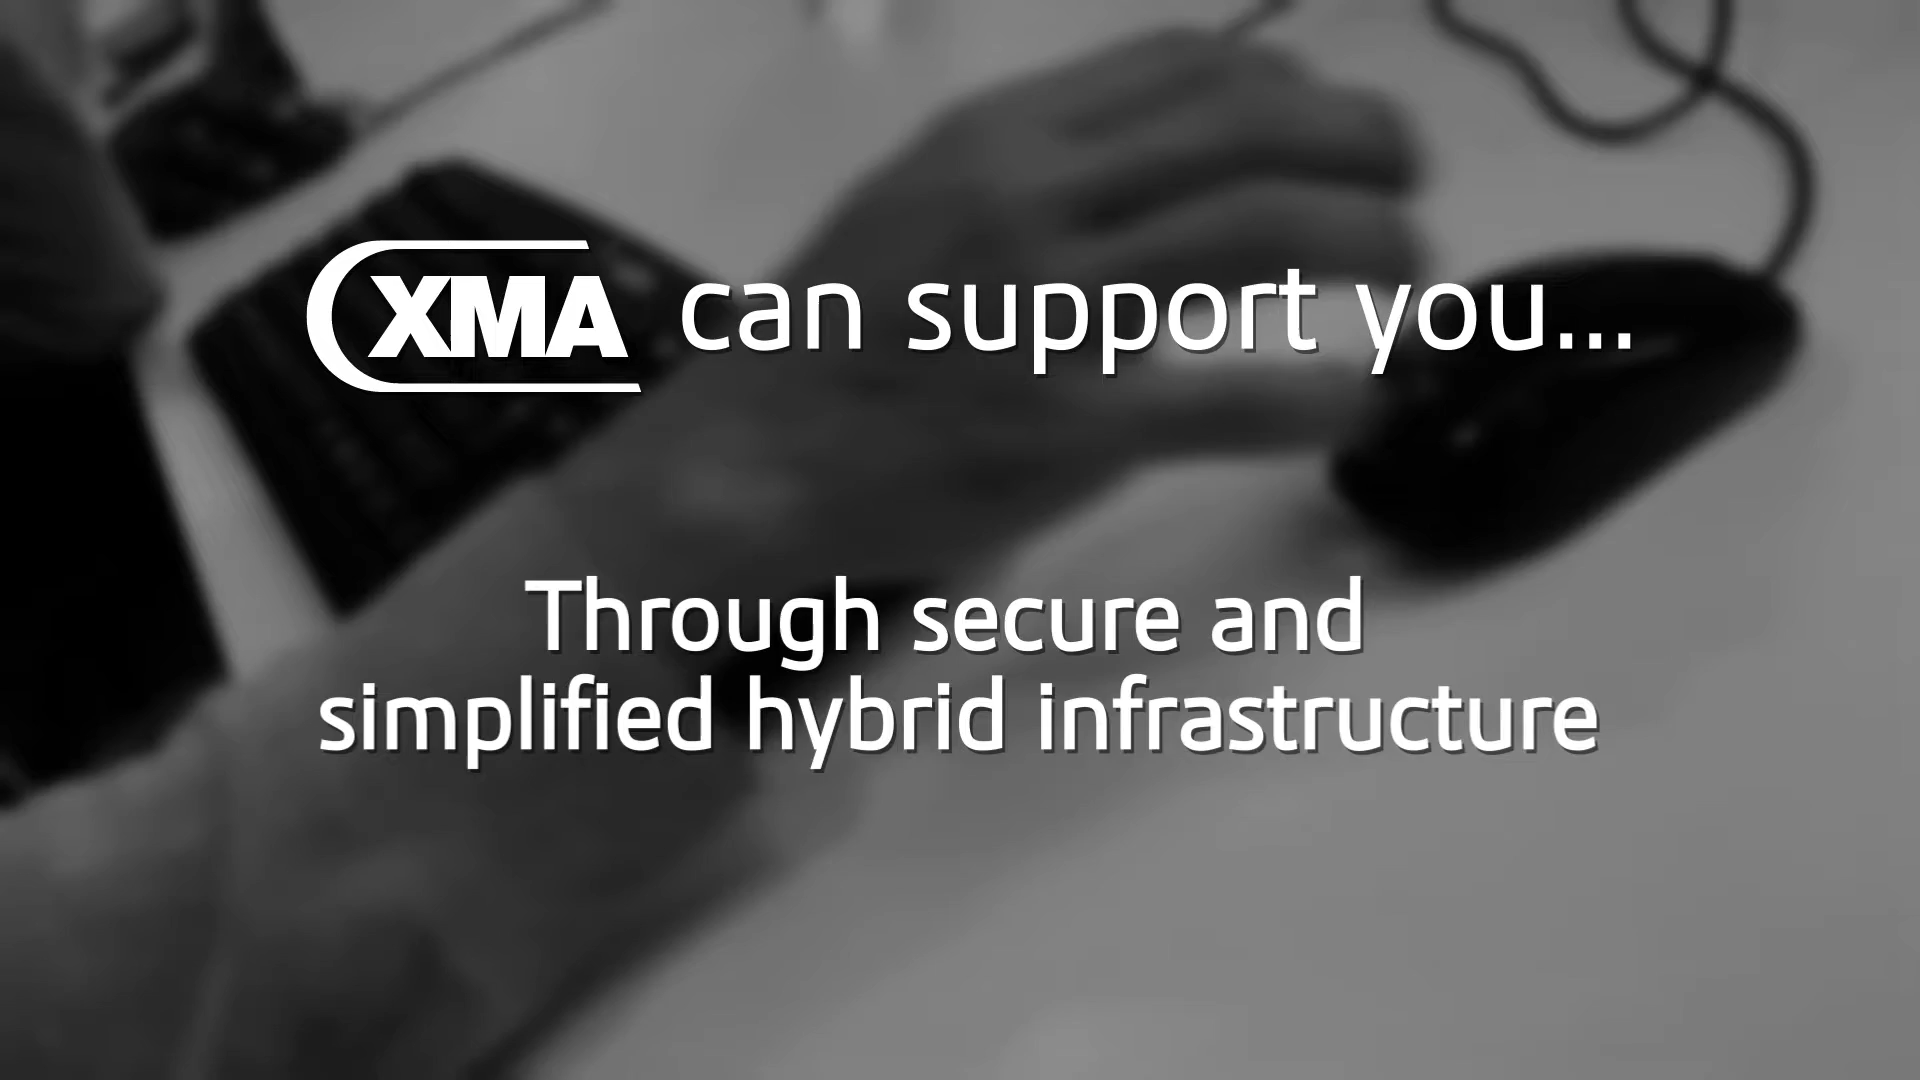 XMA can support you...
Through secure and
simplified hybrid infrastructure